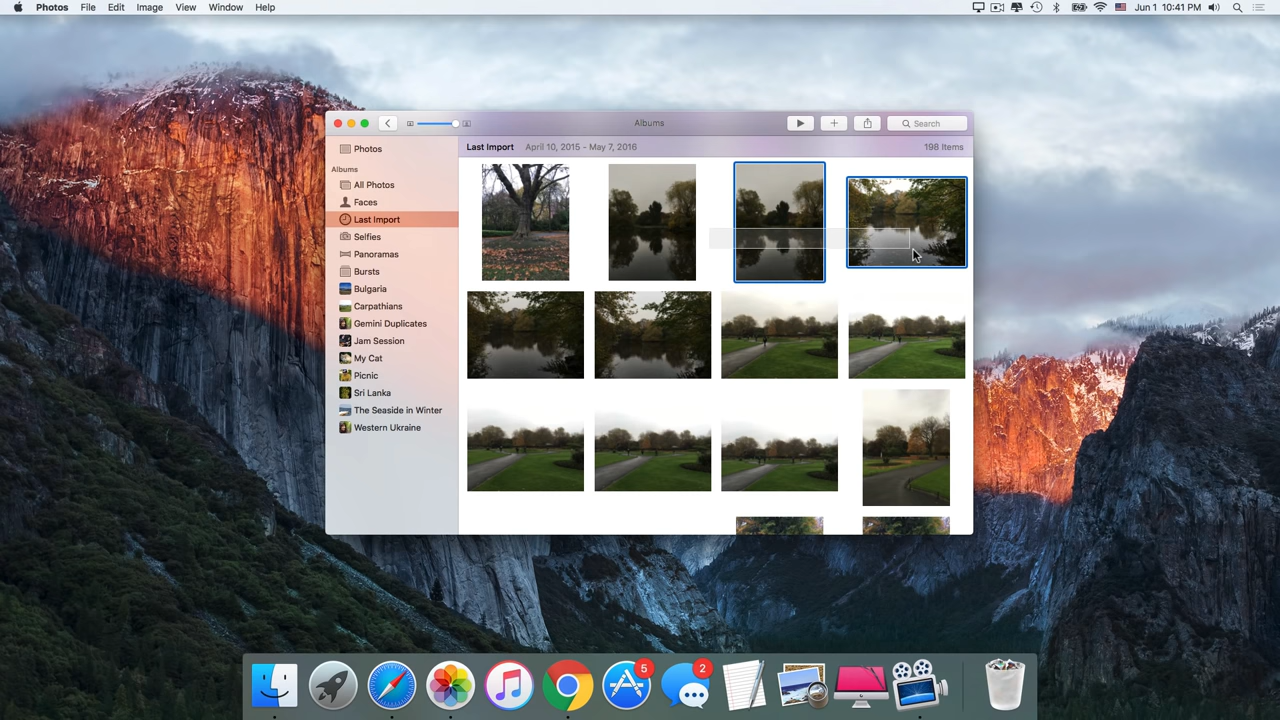 Photos File Edit Image View Window Help Jun 1 10:41 PM
Albums Search
Photos
Albums
All Photos
Faces
Last Import
Selfies
Panoramas
Bursts
Bulgaria
Carpathians
Gemini Duplicates
Jam Session
My Cat
Picnic
Sri Lanka
The Seaside in Winter
Western Ukraine
Last Import April 10, 2015 - May 7, 2016 198 Items
5 2